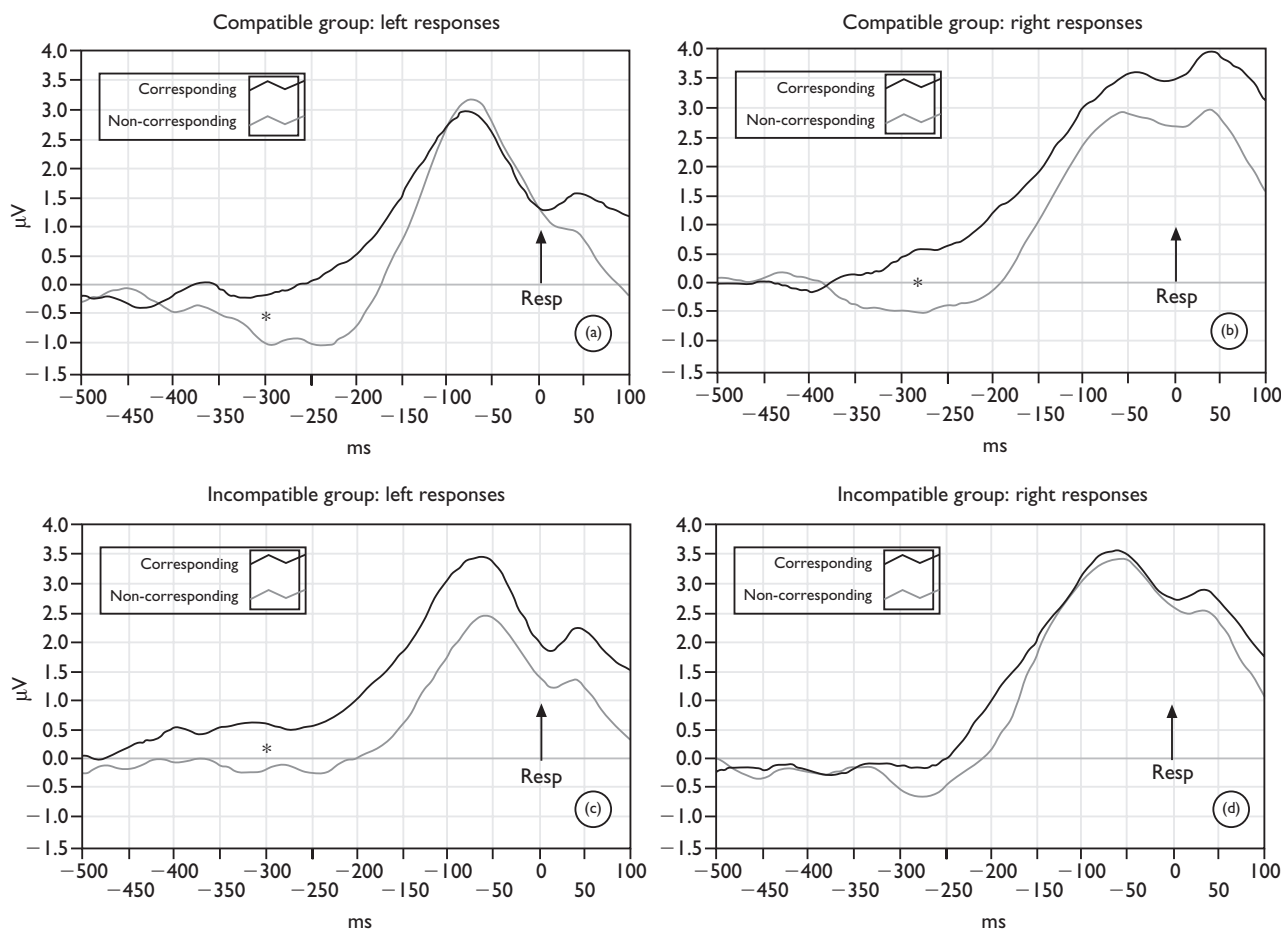 Compatible group: left responses
4.0
3.5
3.0
2.5
2.0
1.5
1.0
0.5
0.0
−0.5
−1.0
−1.5
μV
Corresponding
Non-corresponding
*
Resp
(a)
−500 −400 −300 −200 −100 0 100
−450 −350 −250 −150 −50 50
ms
Compatible group: right responses
4.0
3.5
3.0
2.5
2.0
1.5
1.0
0.5
0.0
−0.5
−1.0
−1.5
Corresponding
Non-corresponding
*
Resp
(b)
−500 −400 −300 −200 −100 0 100
−450 −350 −250 −150 −50 50
ms
Incompatible group: left responses
4.0
3.5
3.0
2.5
2.0
1.5
1.0
0.5
0.0
−0.5
−1.0
−1.5
μV
Corresponding
Non-corresponding
*
Resp
(c)
−500 −400 −300 −200 −100 0 100
−450 −350 −250 −150 −50 50
ms
Incompatible group: right responses
4.0
3.5
3.0
2.5
2.0
1.5
1.0
0.5
0.0
−0.5
−1.0
−1.5
Corresponding
Non-corresponding
Resp
(d)
−500 −400 −300 −200 −100 0 100
−450 −350 −250 −150 −50 50
ms